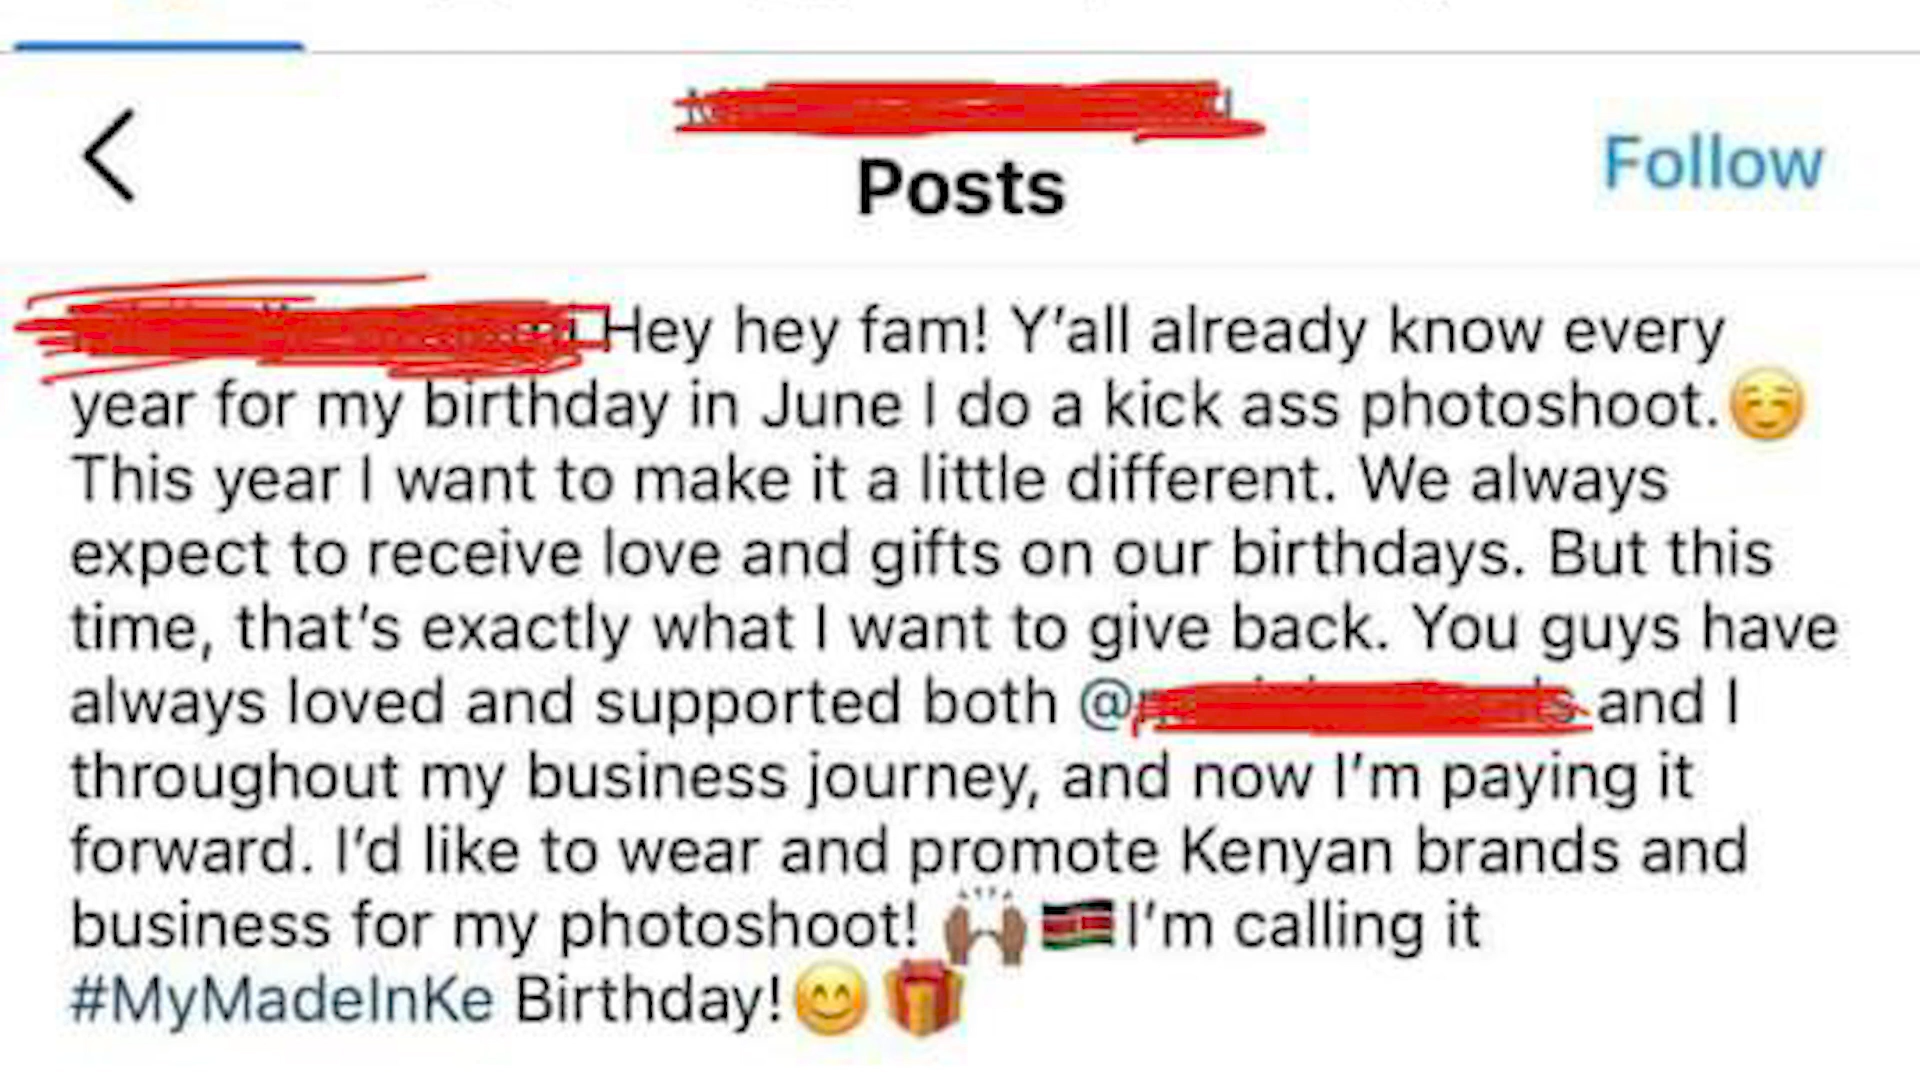 Posts
Follow
Hey hey fam! Y’all already know every
year for my birthday in June I do a kick ass photoshoot.☺️
This year I want to make it a little different. We always
expect to receive love and gifts on our birthdays. But this
time, that’s exactly what I want to give back. You guys have
always loved and supported both @ and I
throughout my business journey, and now I’m paying it
forward. I’d like to wear and promote Kenyan brands and
business for my photoshoot! 🙌🏾🇰🇪I’m calling it
#MyMadeInKe Birthday!😊🎁